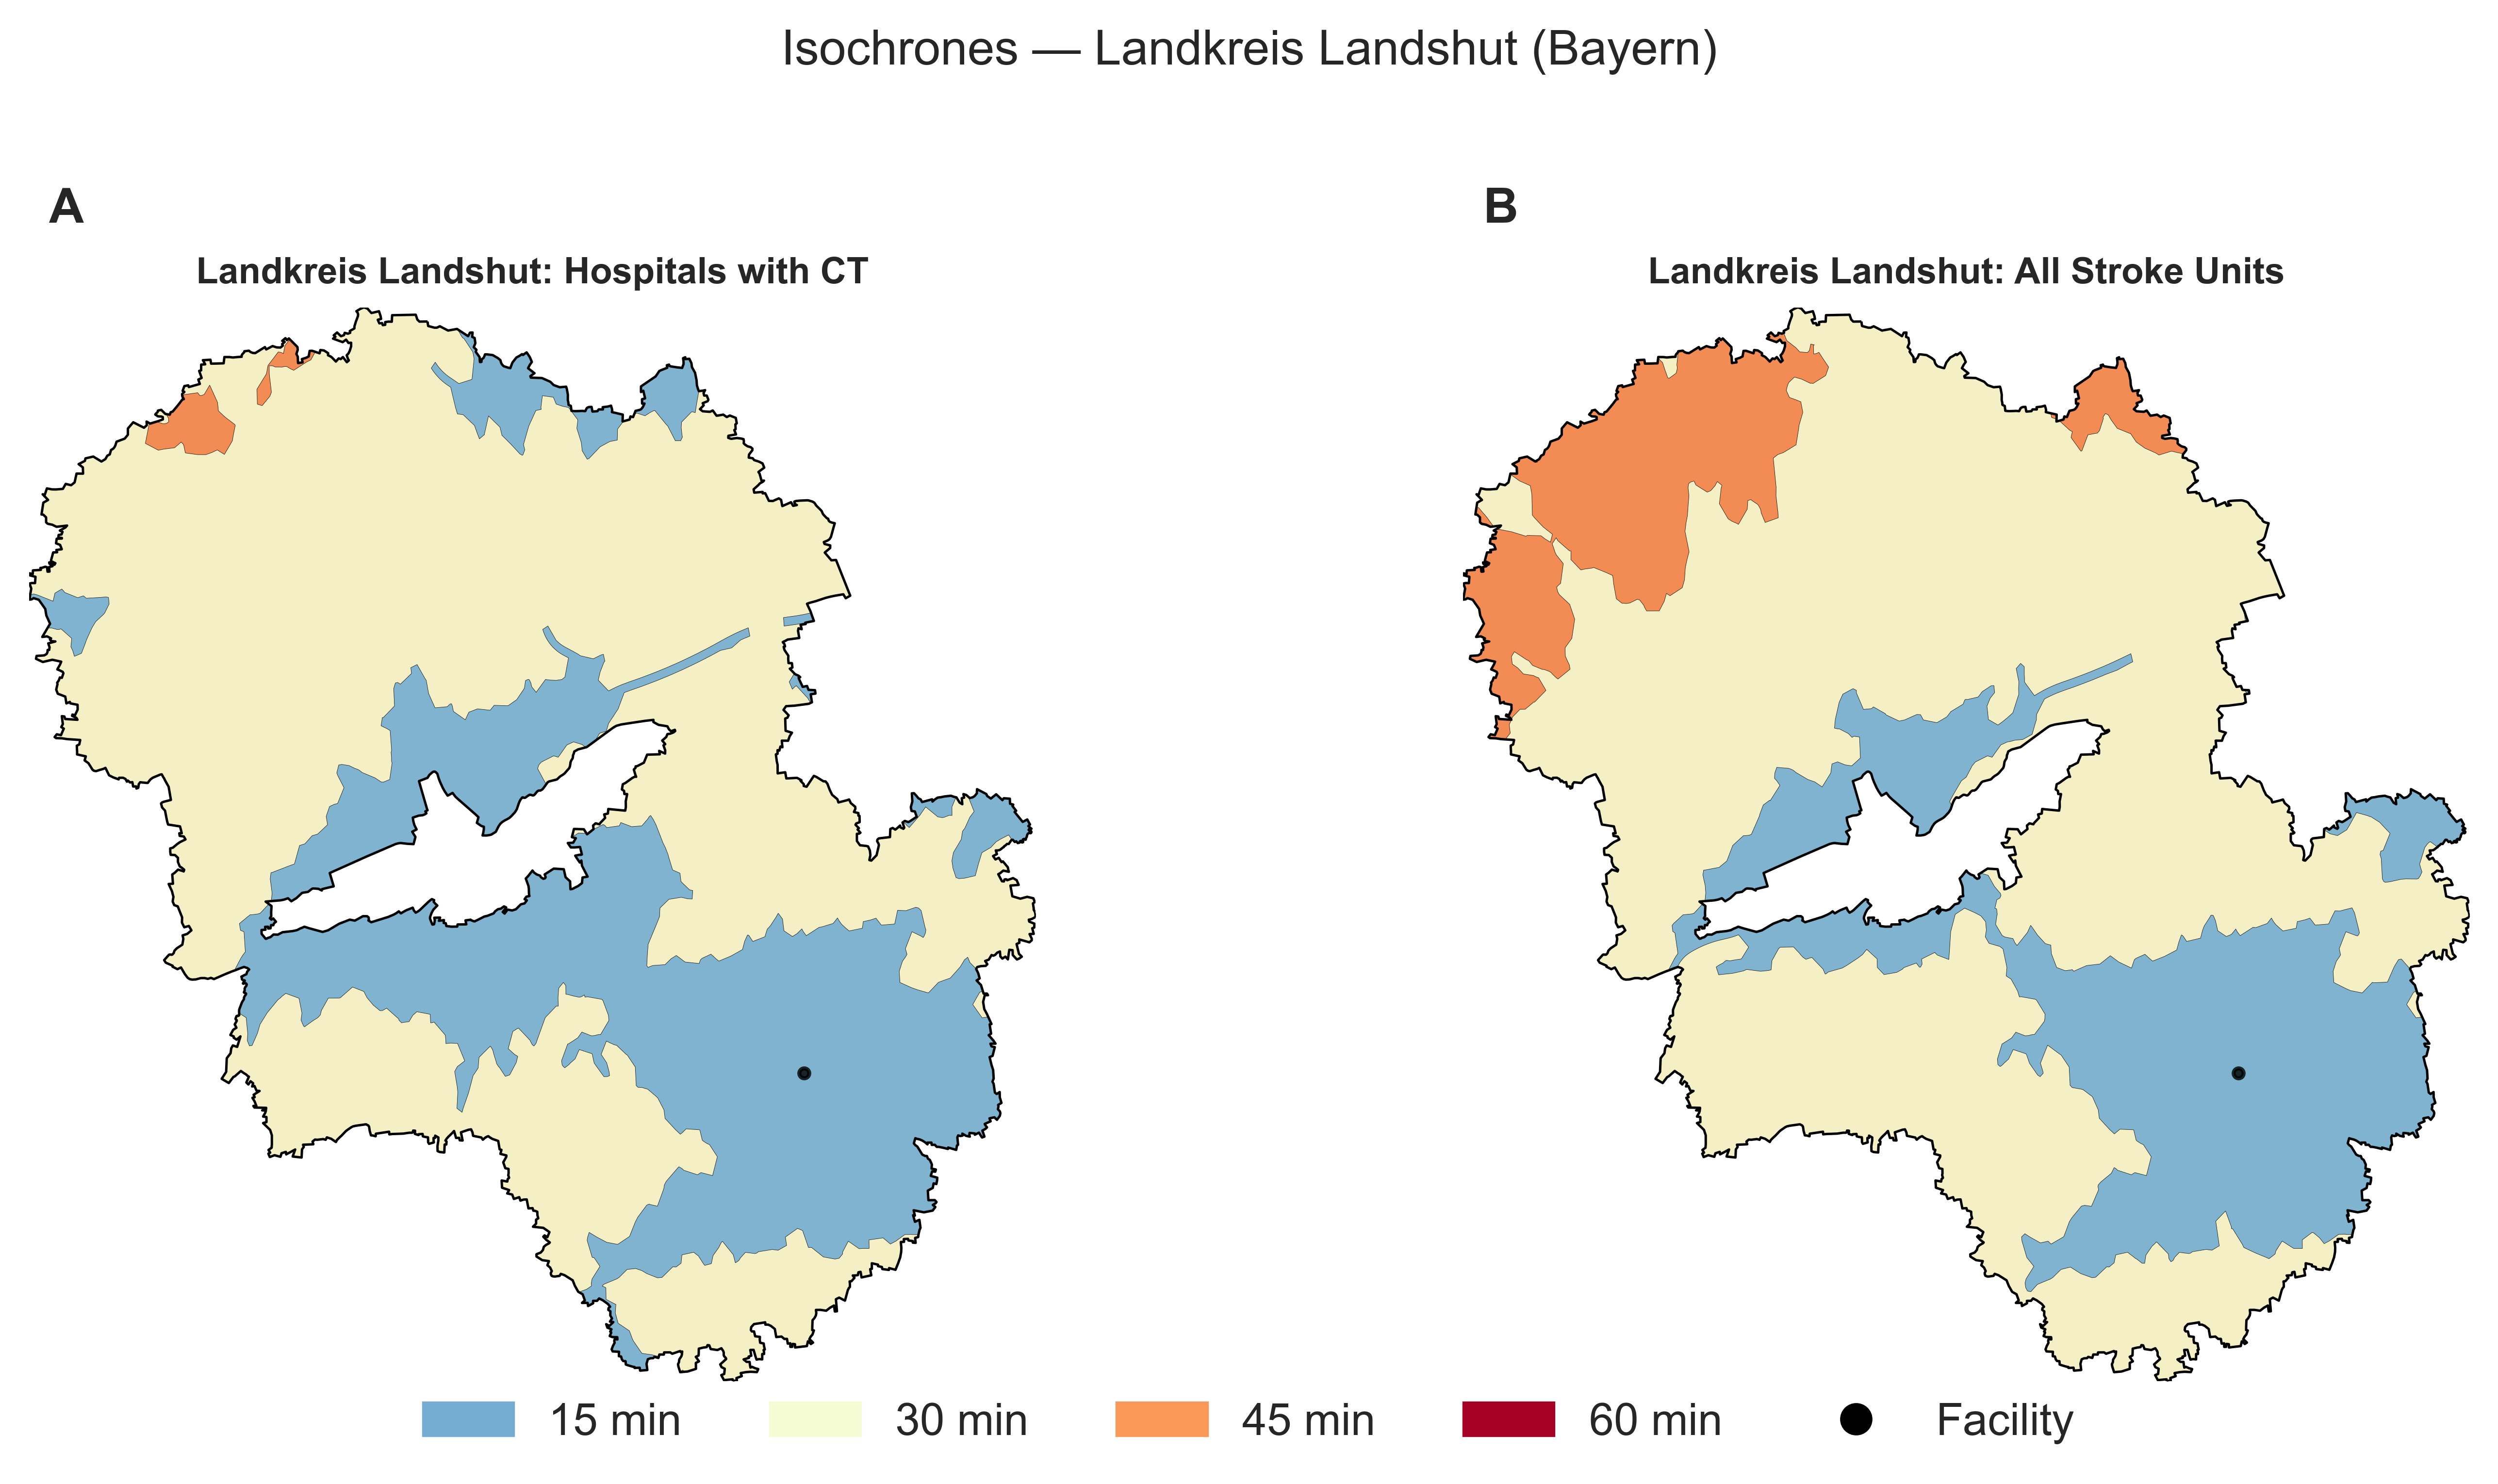 Isochrones — Landkreis Landshut (Bayern)
A
B
Landkreis Landshut: Hospitals with CT
Landkreis Landshut: All Stroke Units
15 min
30 min
45 min
60 min
Facility